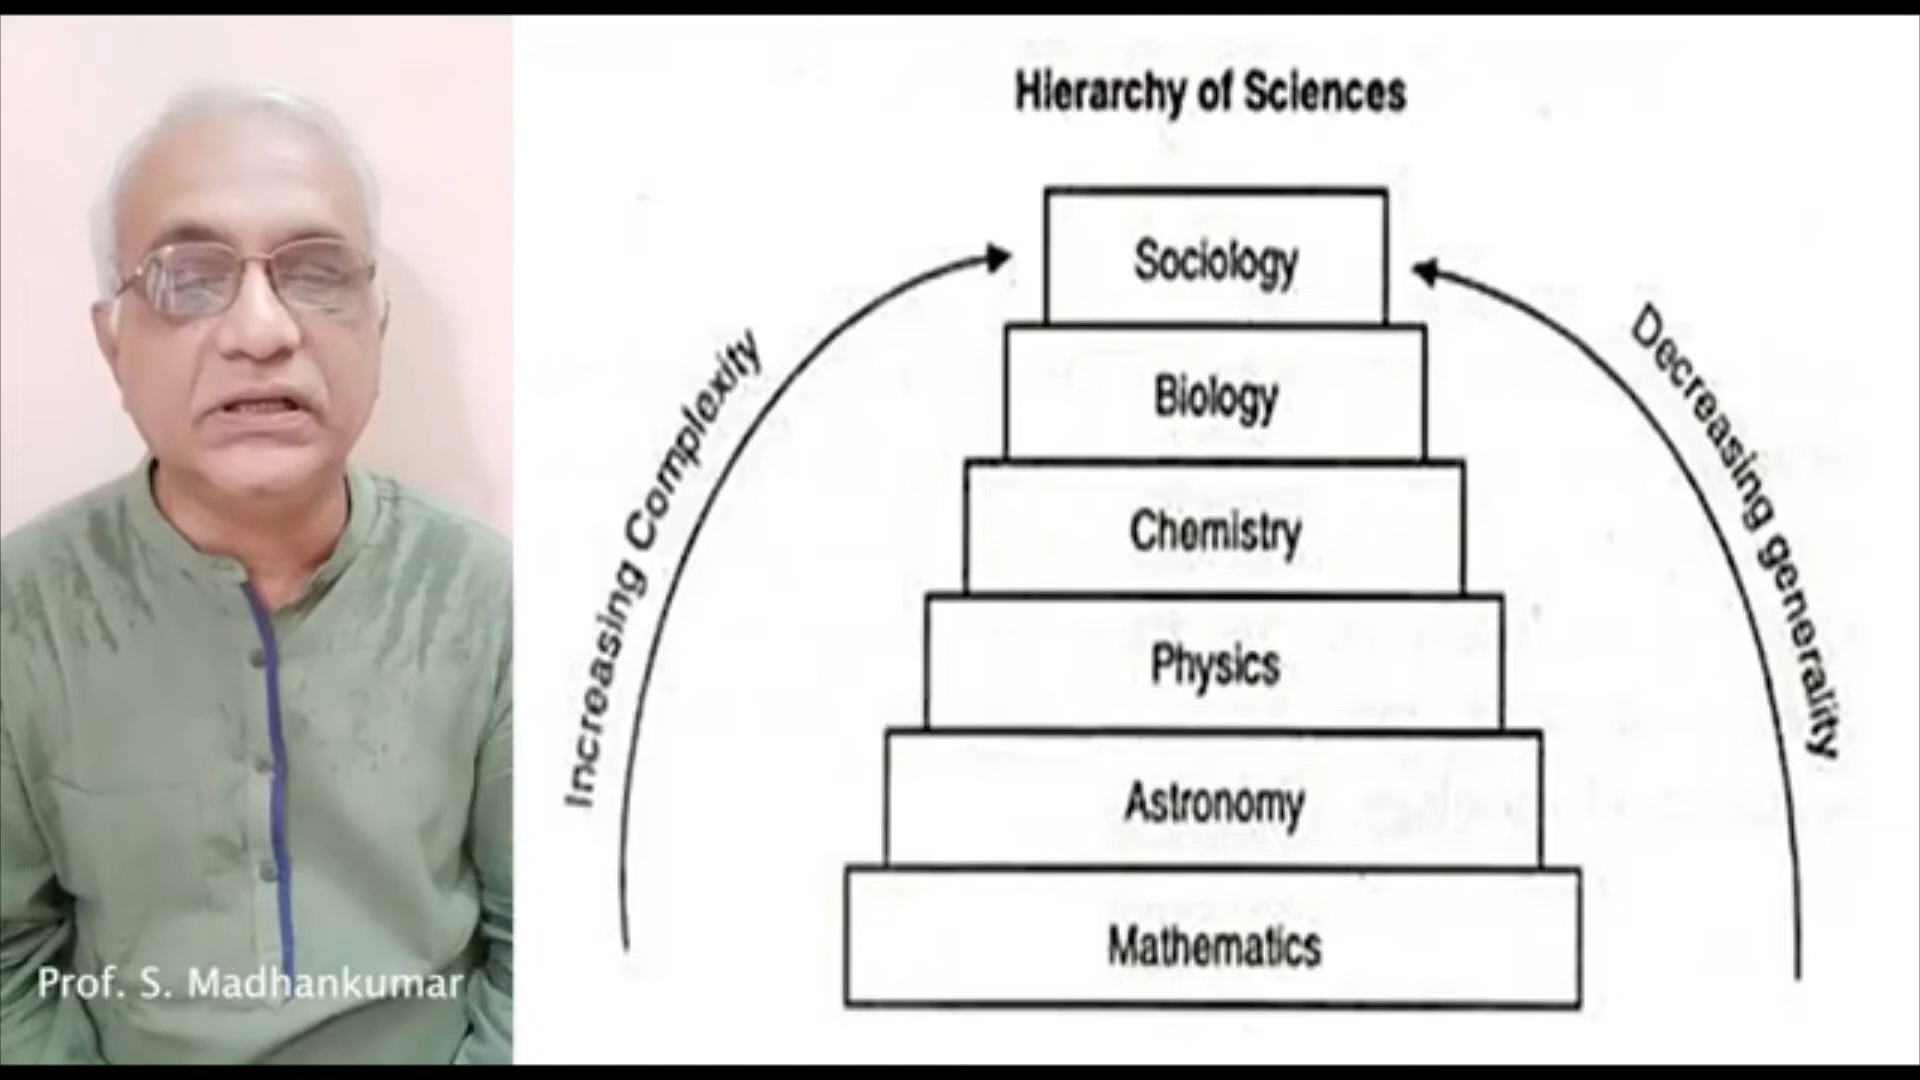 Hierarchy of Sciences
Sociology
Biology
Chemistry
Physics
Astronomy
Mathematics
Increasing Complexity
Decreasing generality
Prof. S. Madhankumar